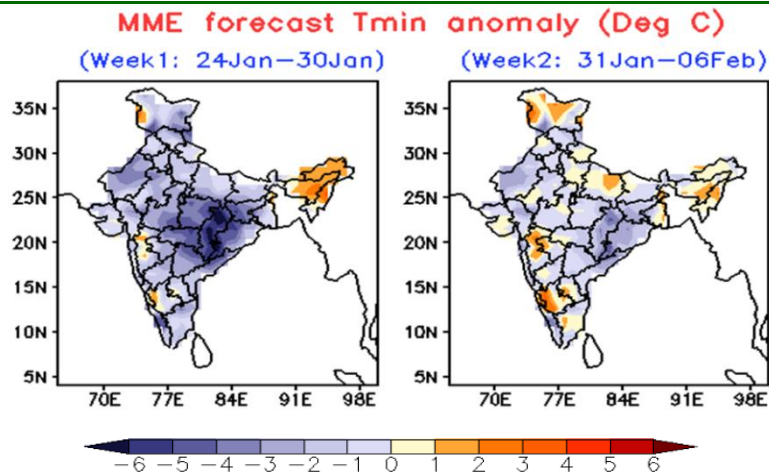 MME forecast Tmin anomaly (Deg C)
(Week1: 24Jan−30Jan) (Week2: 31Jan−06Feb)
35N 35N
30N 30N
25N 25N
20N 20N
15N 15N
10N 10N
5N 5N
70E 77E 84E 91E 98E 70E 77E 84E 91E 98E
−6 −5 −4 −3 −2 −1 0 1 2 3 4 5 6